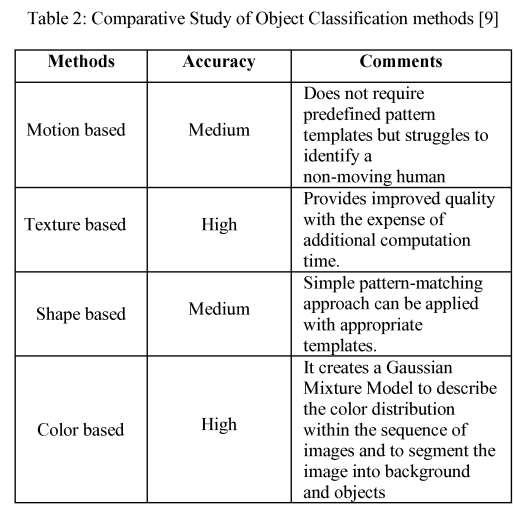 Table 2: Comparative Study of Object Classification methods [9]
Methods Accuracy Comments
Motion based Medium Does not require
predefined pattern
templates but struggles to
identify a
non-moving human
Texture based High Provides improved quality
with the expense of
additional computation
time.
Shape based Medium Simple pattern-matching
approach can be applied
with appropriate
templates.
Color based High It creates a Gaussian
Mixture Model to describe
the color distribution
within the sequence of
images and to segment the
image into background
and objects